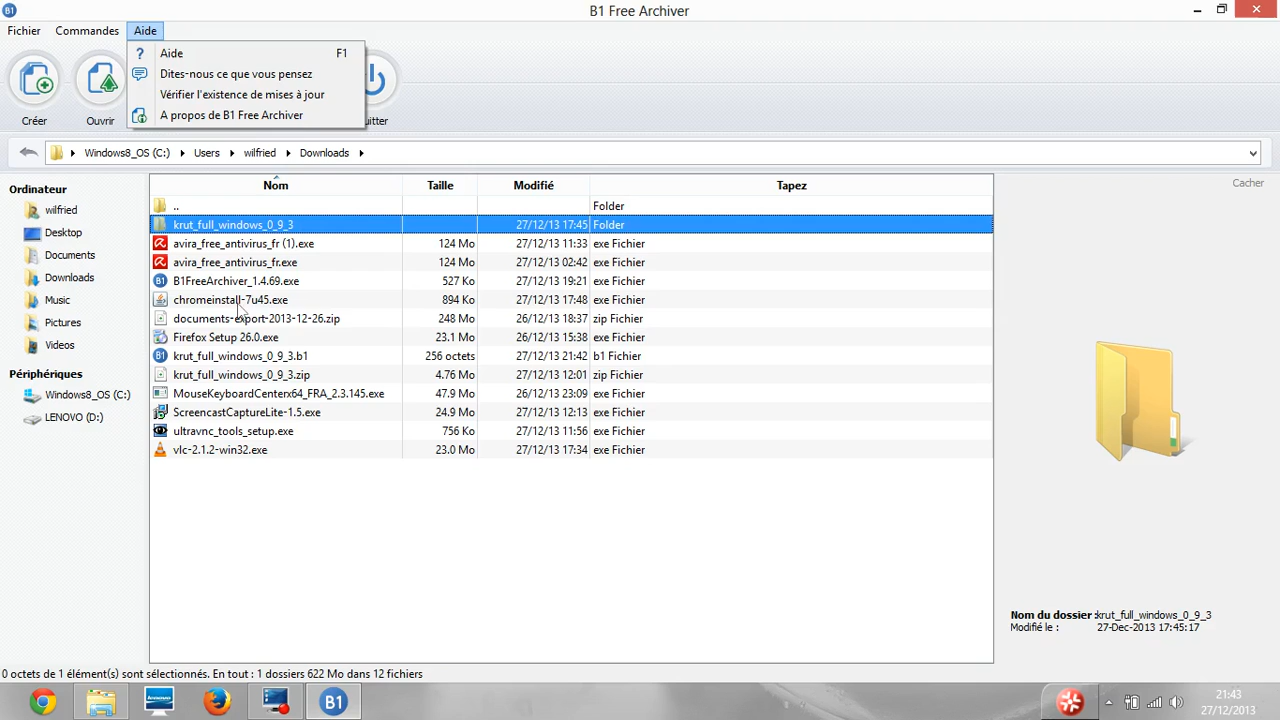 B1 Free Archiver
Fichier Commandes Aide
? Aide F1
Dites-nous ce que vous pensez
Vérifier l'existence de mises à jour
A propos de B1 Free Archiver
Créer Ouvrir uitter
Windows8_OS (C:) Users wilfried Downloads
Ordinateur
wilfried
Desktop
Documents
Downloads
Music
Pictures
Videos
Périphériques
Windows8_OS (C:)
LENOVO (D:)
Nom Taille Modifié Tapez
.. Folder
krut_full_windows_0_9_3 27/12/13 17:45 Folder
avira_free_antivirus_fr (1).exe 124 Mo 27/12/13 11:33 exe Fichier
avira_free_antivirus_fr.exe 124 Mo 27/12/13 02:42 exe Fichier
B1FreeArchiver_1.4.69.exe 527 Ko 27/12/13 19:21 exe Fichier
chromeinstall-7u45.exe 894 Ko 27/12/13 17:48 exe Fichier
documents-export-2013-12-26.zip 248 Mo 26/12/13 18:37 zip Fichier
Firefox Setup 26.0.exe 23.1 Mo 26/12/13 15:38 exe Fichier
krut_full_windows_0_9_3.b1 256 octets 27/12/13 21:42 b1 Fichier
krut_full_windows_0_9_3.zip 4.76 Mo 27/12/13 12:01 zip Fichier
MouseKeyboardCenterx64_FRA_2.3.145.exe 47.9 Mo 26/12/13 23:09 exe Fichier
ScreencastCaptureLite-1.5.exe 24.9 Mo 27/12/13 12:13 exe Fichier
ultravnc_tools_setup.exe 756 Ko 27/12/13 11:56 exe Fichier
vlc-2.1.2-win32.exe 23.0 Mo 27/12/13 17:34 exe Fichier
Cacher
Nom du dossier : krut_full_windows_0_9_3
Modifié le : 27-Dec-2013 17:45:17
0 octets de 1 élément(s) sont sélectionnés. En tout : 1 dossiers 622 Mo dans 12 fichiers
lenovo
B1
21:43
27/12/2013